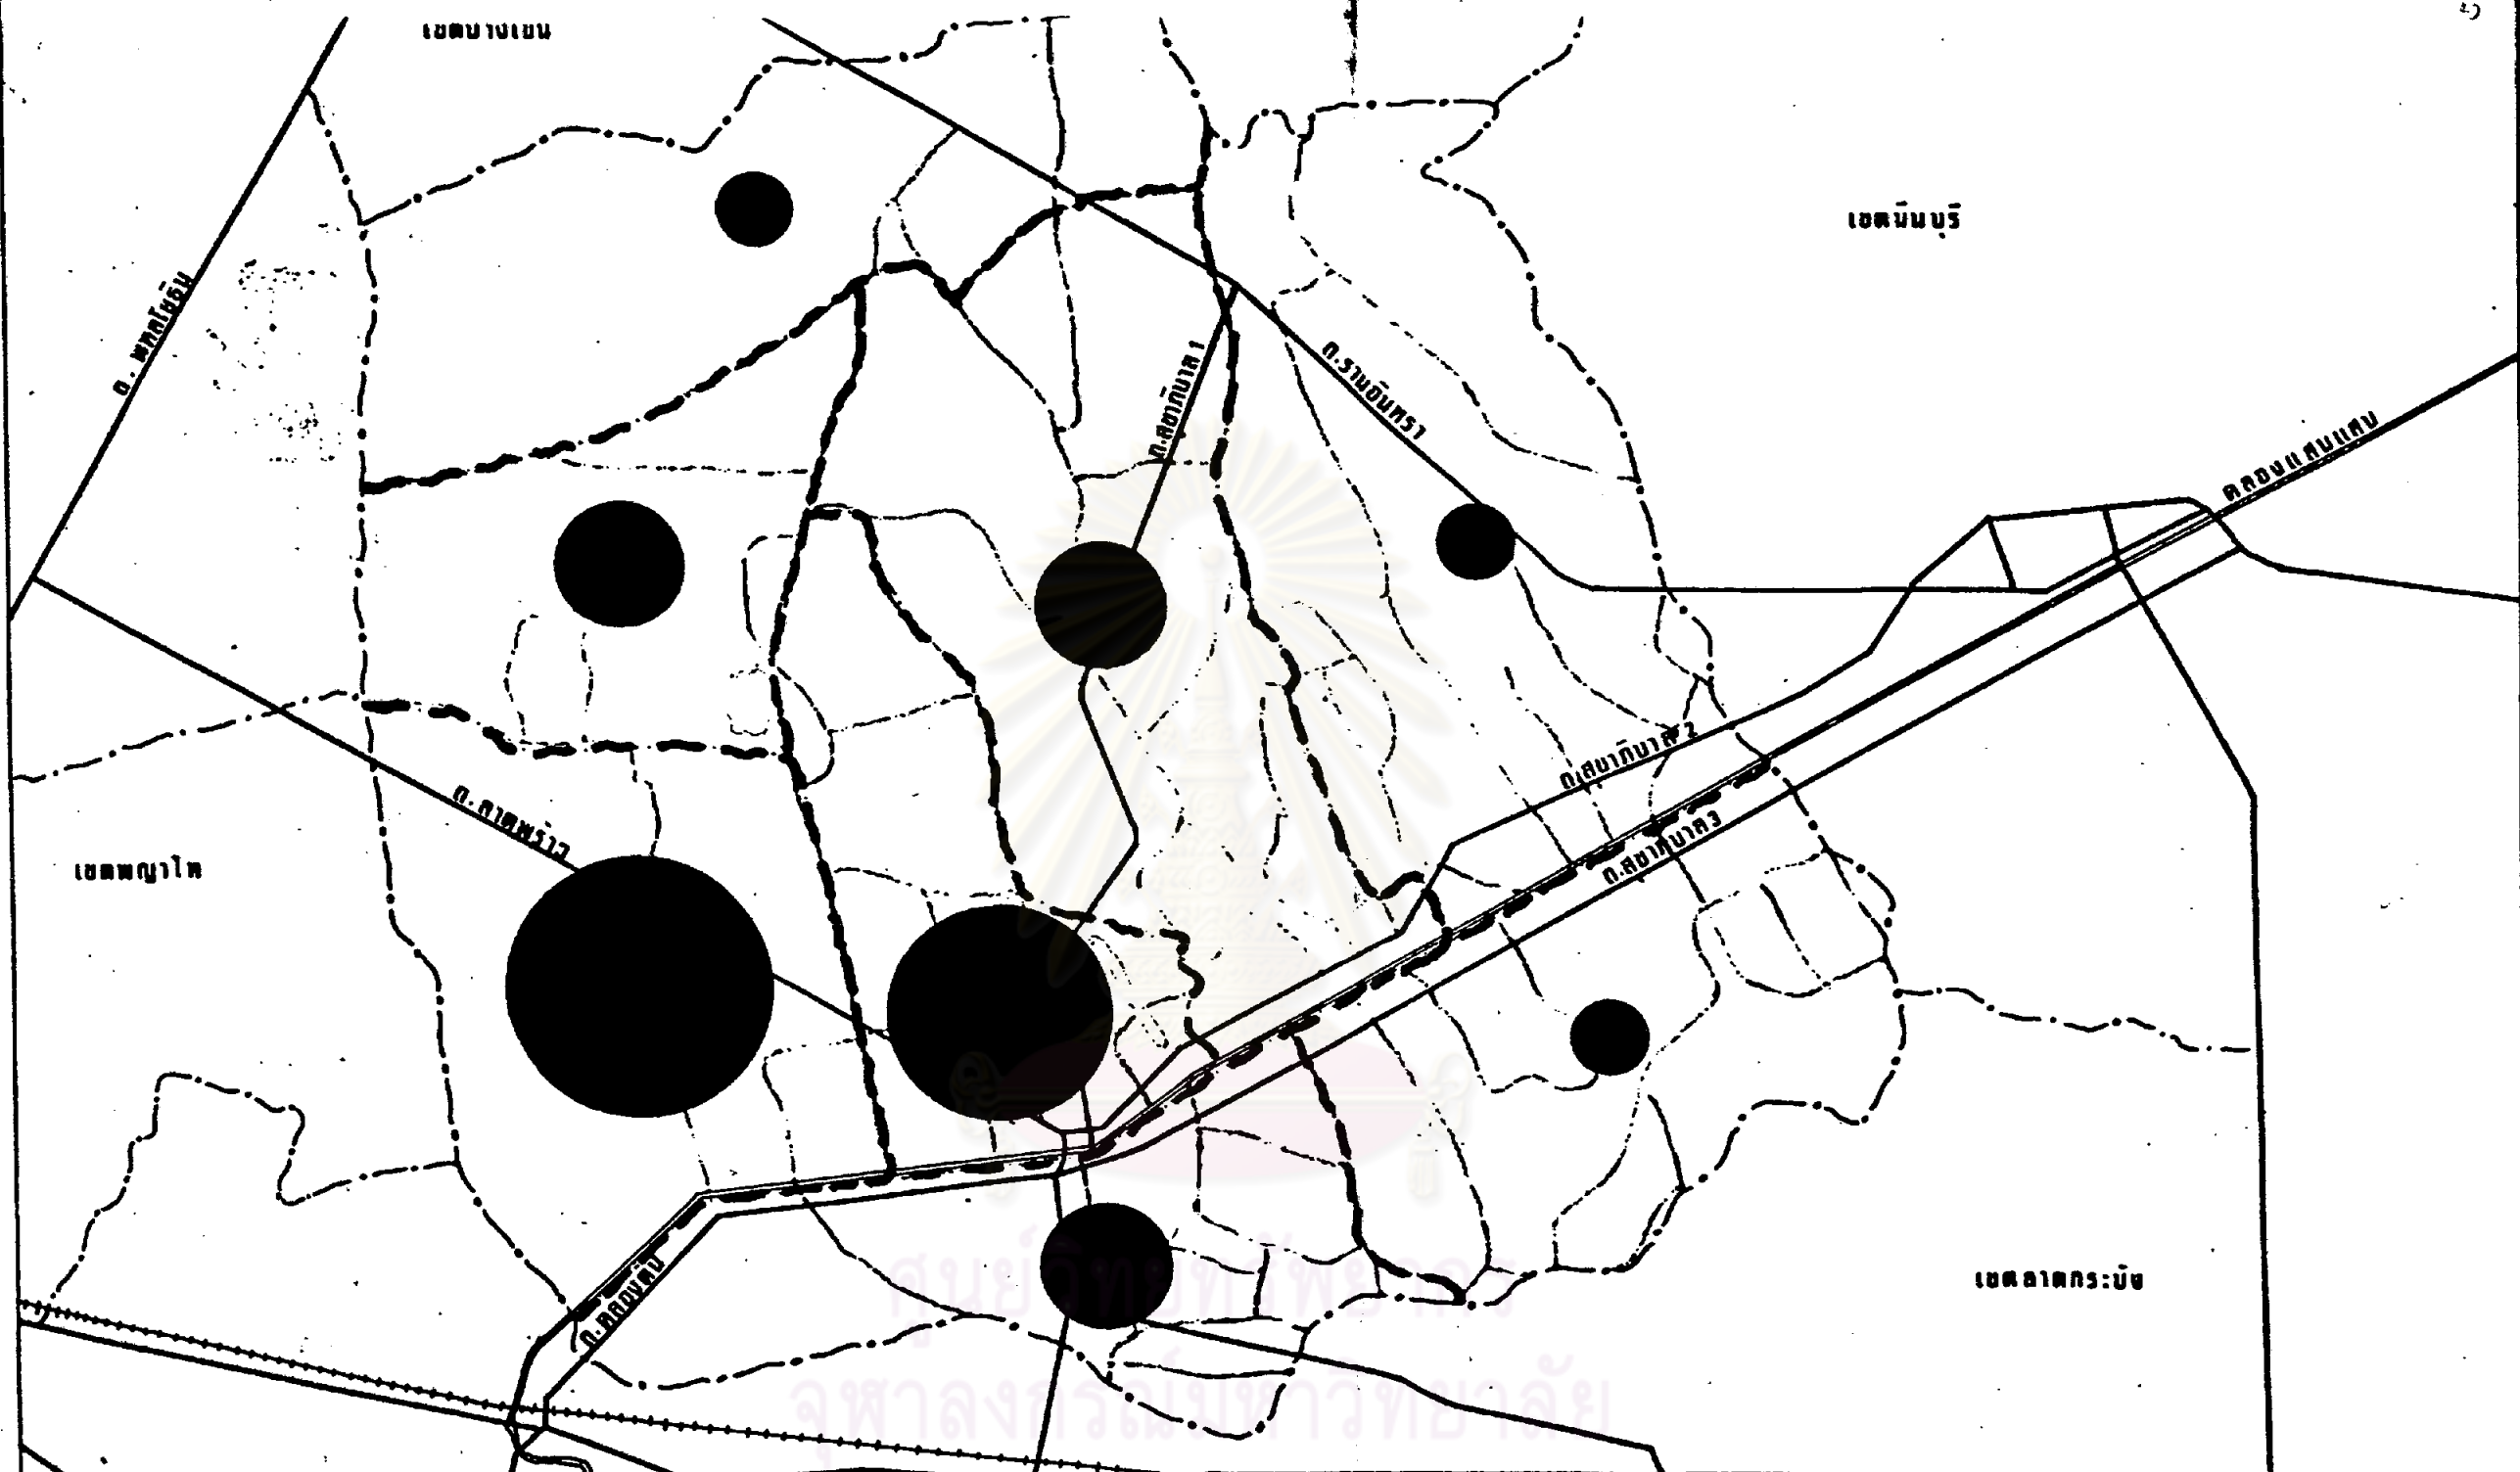 เขตบางเขน
เขตมีนบุรี
ถ. พหลโยธิน
ถ.สุขาภิบาล 1
ถ.รามอินทรา
คลองแสนแสบ
ถ.สุขาภิบาล 2
ถ.ลาดพร้าว
ถ.สุขาภิบาล 3
เขตพญาไท
ถ.คลองตัน
เขตลาดกระบัง
ศูนย์วิทยทรัพยากร
จุฬาลงกรณ์มหาวิทยาลัย